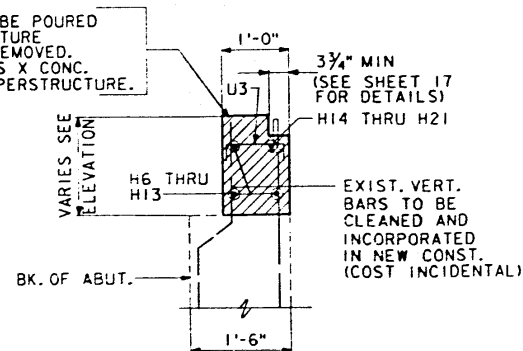 BE POURED
TURE
EMOVED.
S X CONC.
PERSTRUCTURE.
1'-0"
3¾" MIN
(SEE SHEET 17
FOR DETAILS)
U3
H14 THRU H21
VARIES SEE
ELEVATION
H6 THRU
H13
EXIST. VERT.
BARS TO BE
CLEANED AND
INCORPORATED
IN NEW CONST.
(COST INCIDENTAL)
BK. OF ABUT.
1'-6"